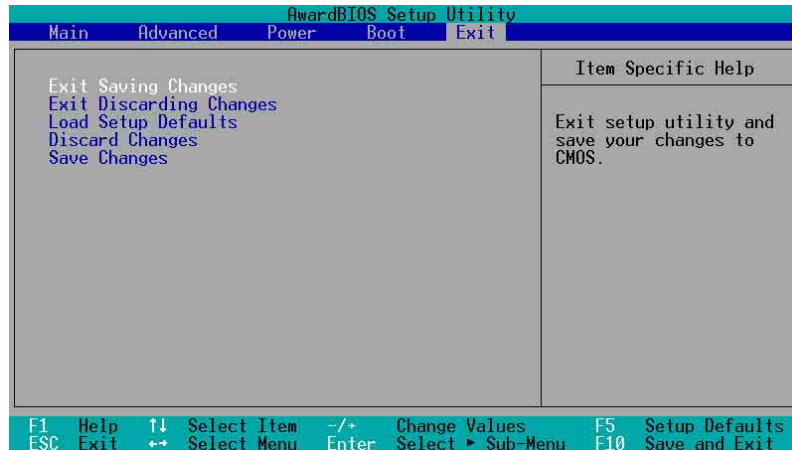 AwardBIOS Setup Utility
Main Advanced Power Boot Exit
Item Specific Help
Exit Saving Changes
Exit Discarding Changes
Load Setup Defaults
Discard Changes
Save Changes
Exit setup utility and
save your changes to
CMOS.
F1 Help ↑↓ Select Item -/+ Change Values F5 Setup Defaults
ESC Exit ←→ Select Menu Enter Select ► Sub-Menu F10 Save and Exit